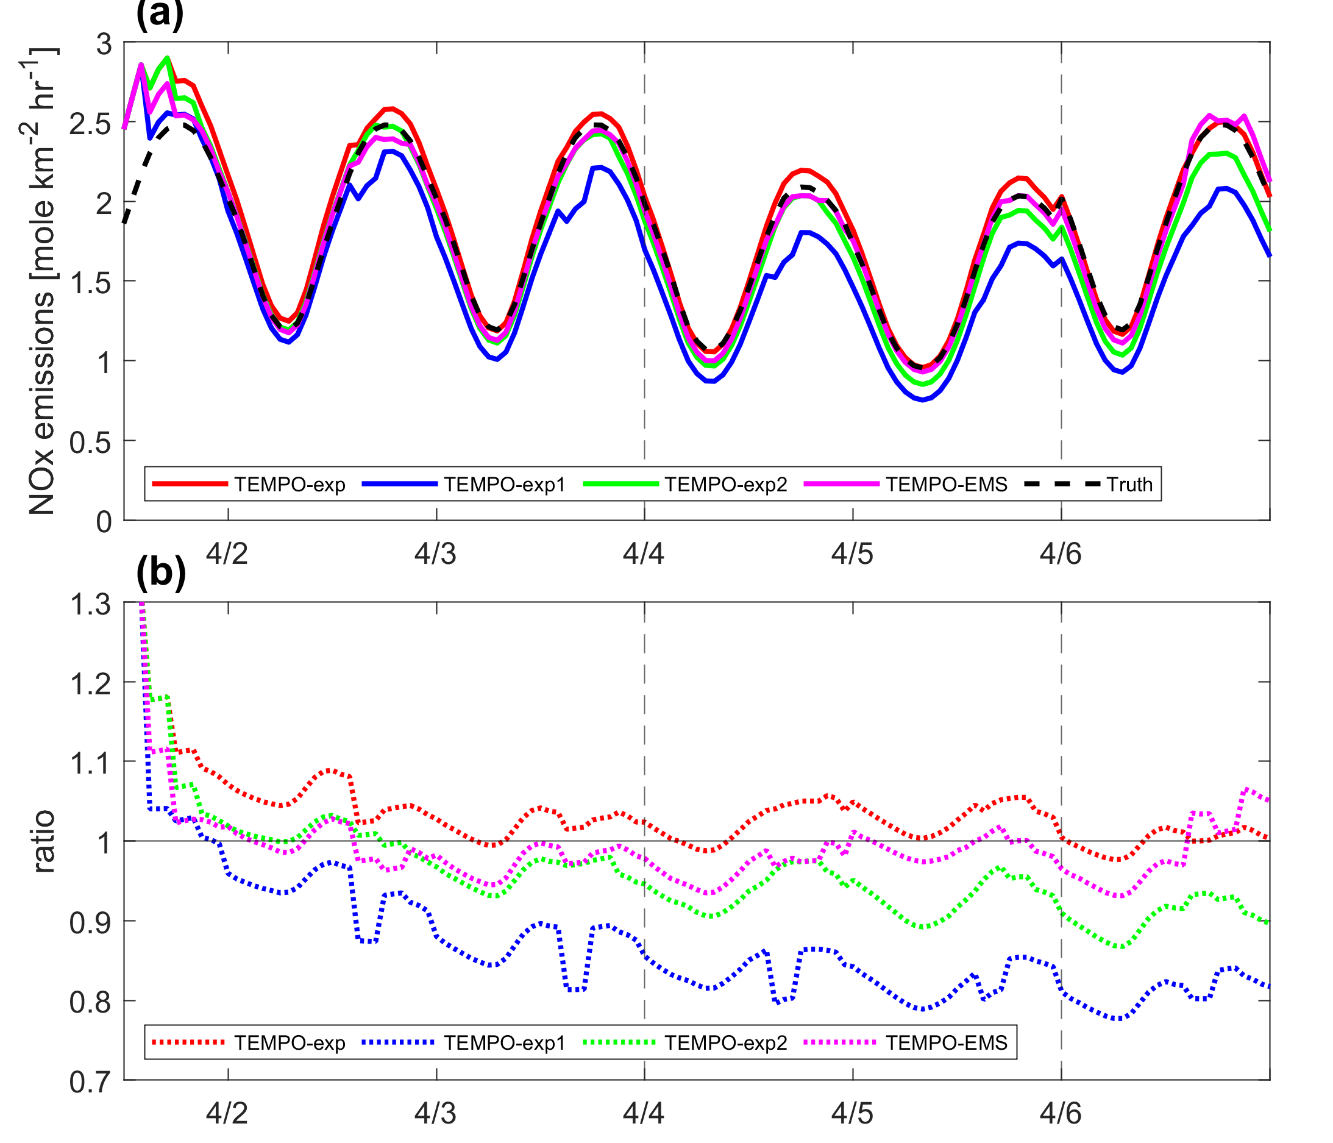 (a)
NOx emissions [mole km-2 hr-1]
3
2.5
2
1.5
1
0.5
0
TEMPO-exp TEMPO-exp1 TEMPO-exp2 TEMPO-EMS Truth
4/2 4/3 4/4 4/5 4/6
(b)
ratio
1.3
1.2
1.1
1
0.9
0.8
0.7
TEMPO-exp TEMPO-exp1 TEMPO-exp2 TEMPO-EMS
4/2 4/3 4/4 4/5 4/6